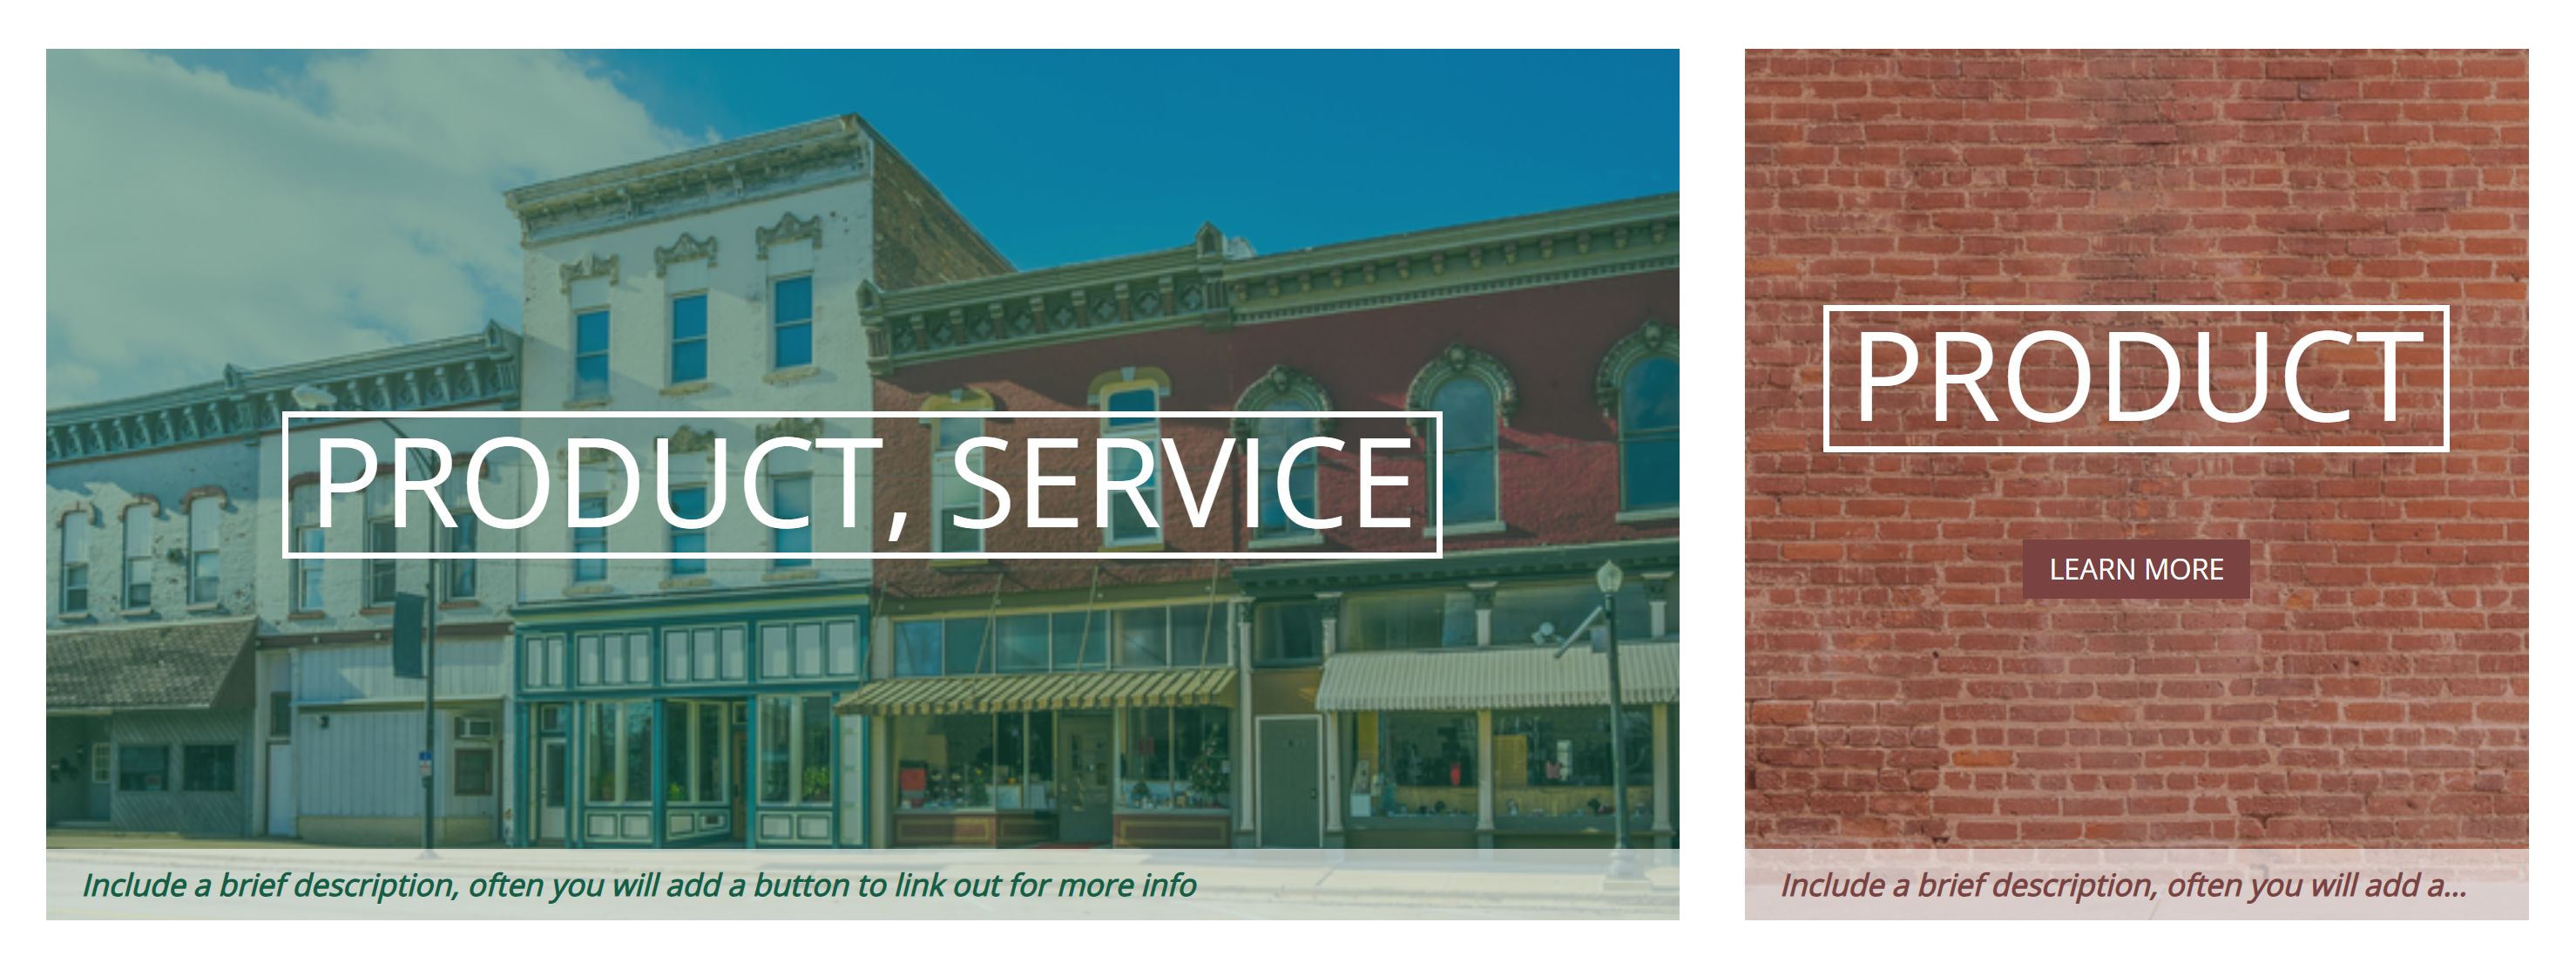 PRODUCT, SERVICE
Include a brief description, often you will add a button to link out for more info
PRODUCT
LEARN MORE
Include a brief description, often you will add a...